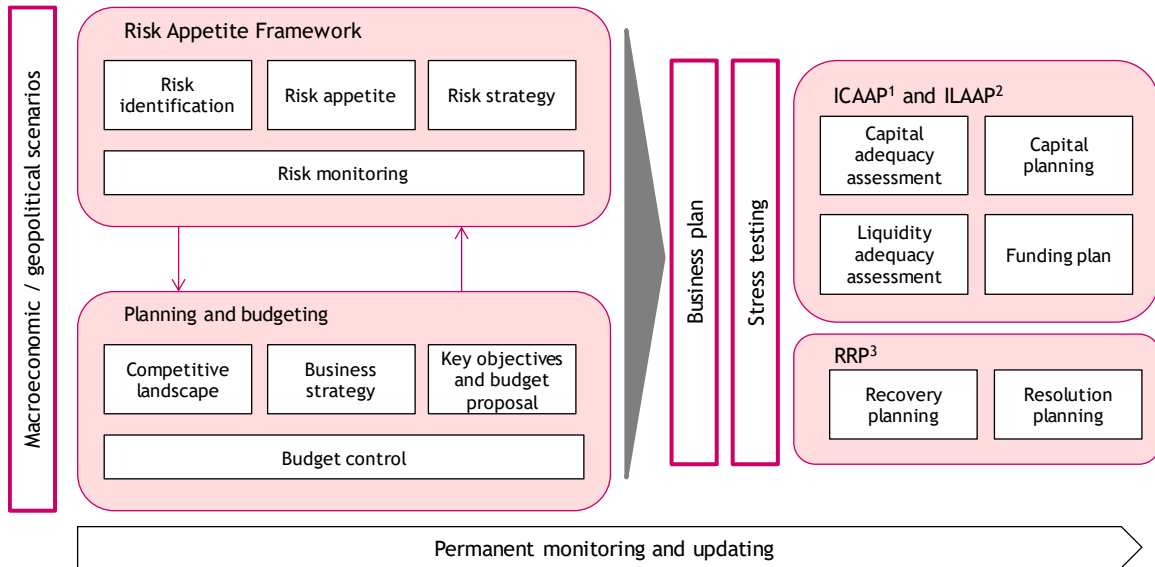 Macroeconomic / geopolitical scenarios
Risk Appetite Framework
Risk
identification
Risk appetite
Risk strategy
Risk monitoring
Planning and budgeting
Competitive
landscape
Business
strategy
Key objectives
and budget
proposal
Budget control
Business plan
Stress testing
ICAAP¹ and ILAAP²
Capital
adequacy
assessment
Capital
planning
Liquidity
adequacy
assessment
Funding plan
RRP³
Recovery
planning
Resolution
planning
Permanent monitoring and updating